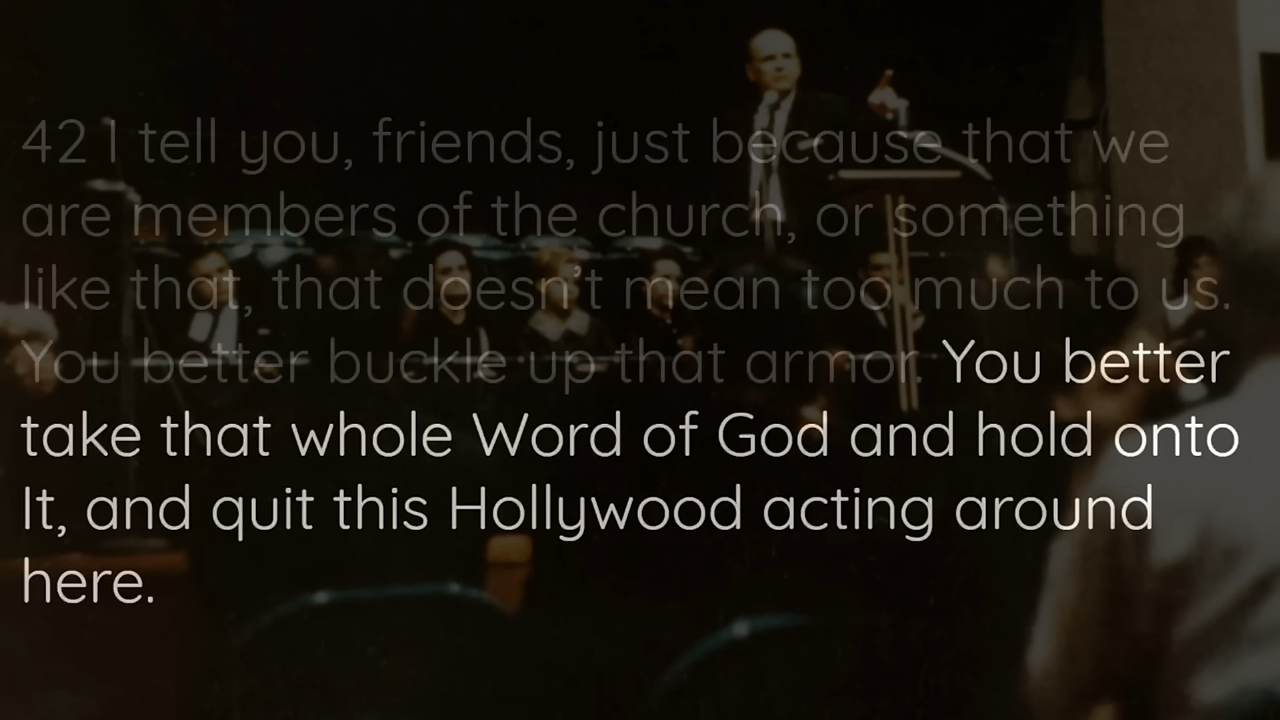 42 I tell you, friends, just because that we
are members of the church, or something
like that, that doesn't mean too much to us.
You better buckle up that armor. You better
take that whole Word of God and hold onto
It, and quit this Hollywood acting around
here.